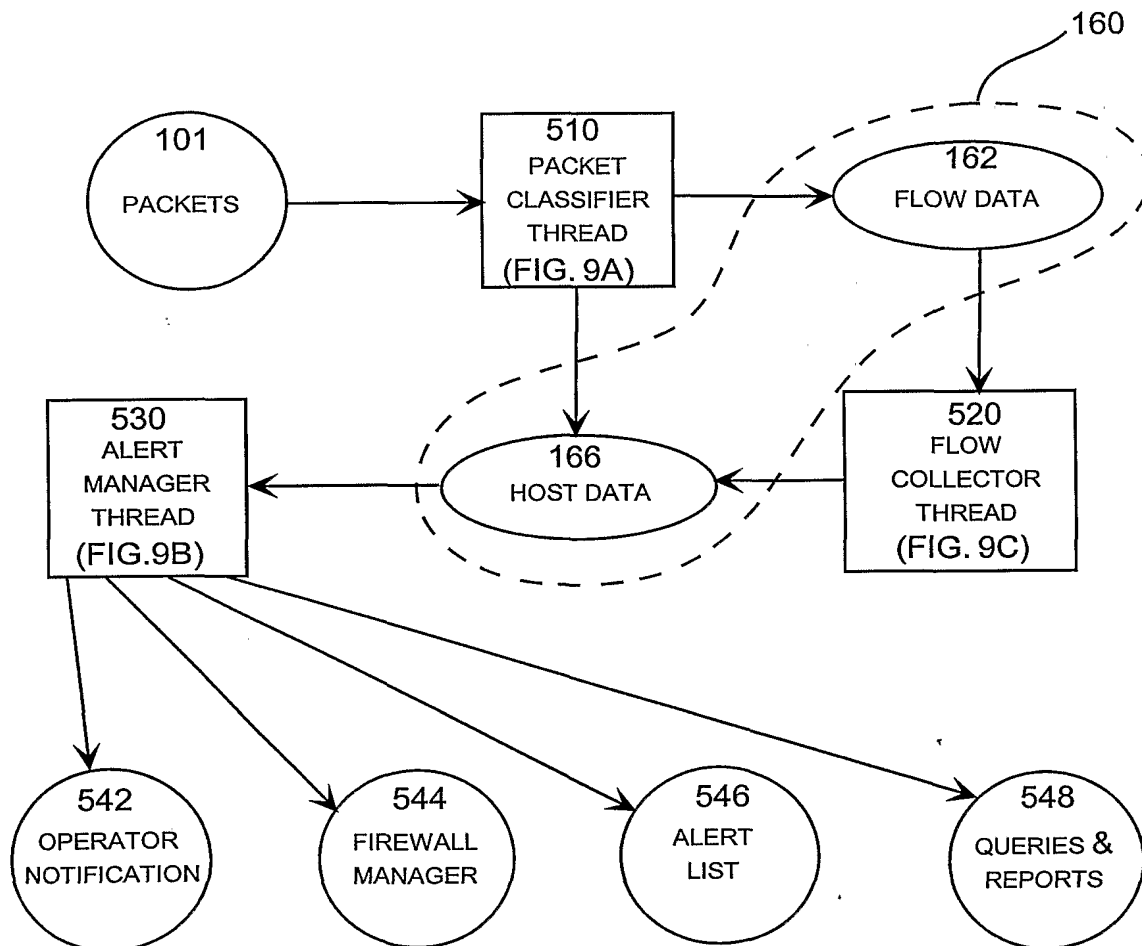 160
101
PACKETS
510
PACKET
CLASSIFIER
THREAD
(FIG. 9A)
162
FLOW DATA
530
ALERT
MANAGER
THREAD
(FIG.9B)
166
HOST DATA
520
FLOW
COLLECTOR
THREAD
(FIG. 9C)
542
OPERATOR
NOTIFICATION
544
FIREWALL
MANAGER
546
ALERT
LIST
548
QUERIES &
REPORTS